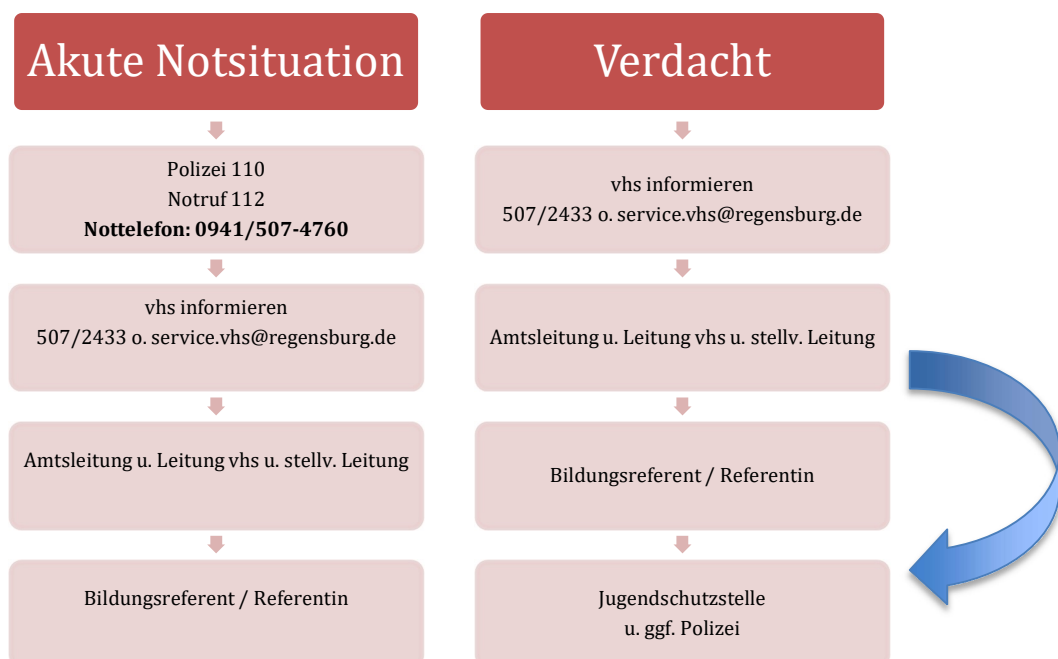 Akute Notsituation
Polizei 110
Notruf 112
Nottelefon: 0941/507-4760
vhs informieren
507/2433 o. service.vhs@regensburg.de
Amtsleitung u. Leitung vhs u. stellv. Leitung
Bildungsreferent / Referentin
Verdacht
vhs informieren
507/2433 o. service.vhs@regensburg.de
Amtsleitung u. Leitung vhs u. stellv. Leitung
Bildungsreferent / Referentin
Jugendschutzstelle
u. ggf. Polizei